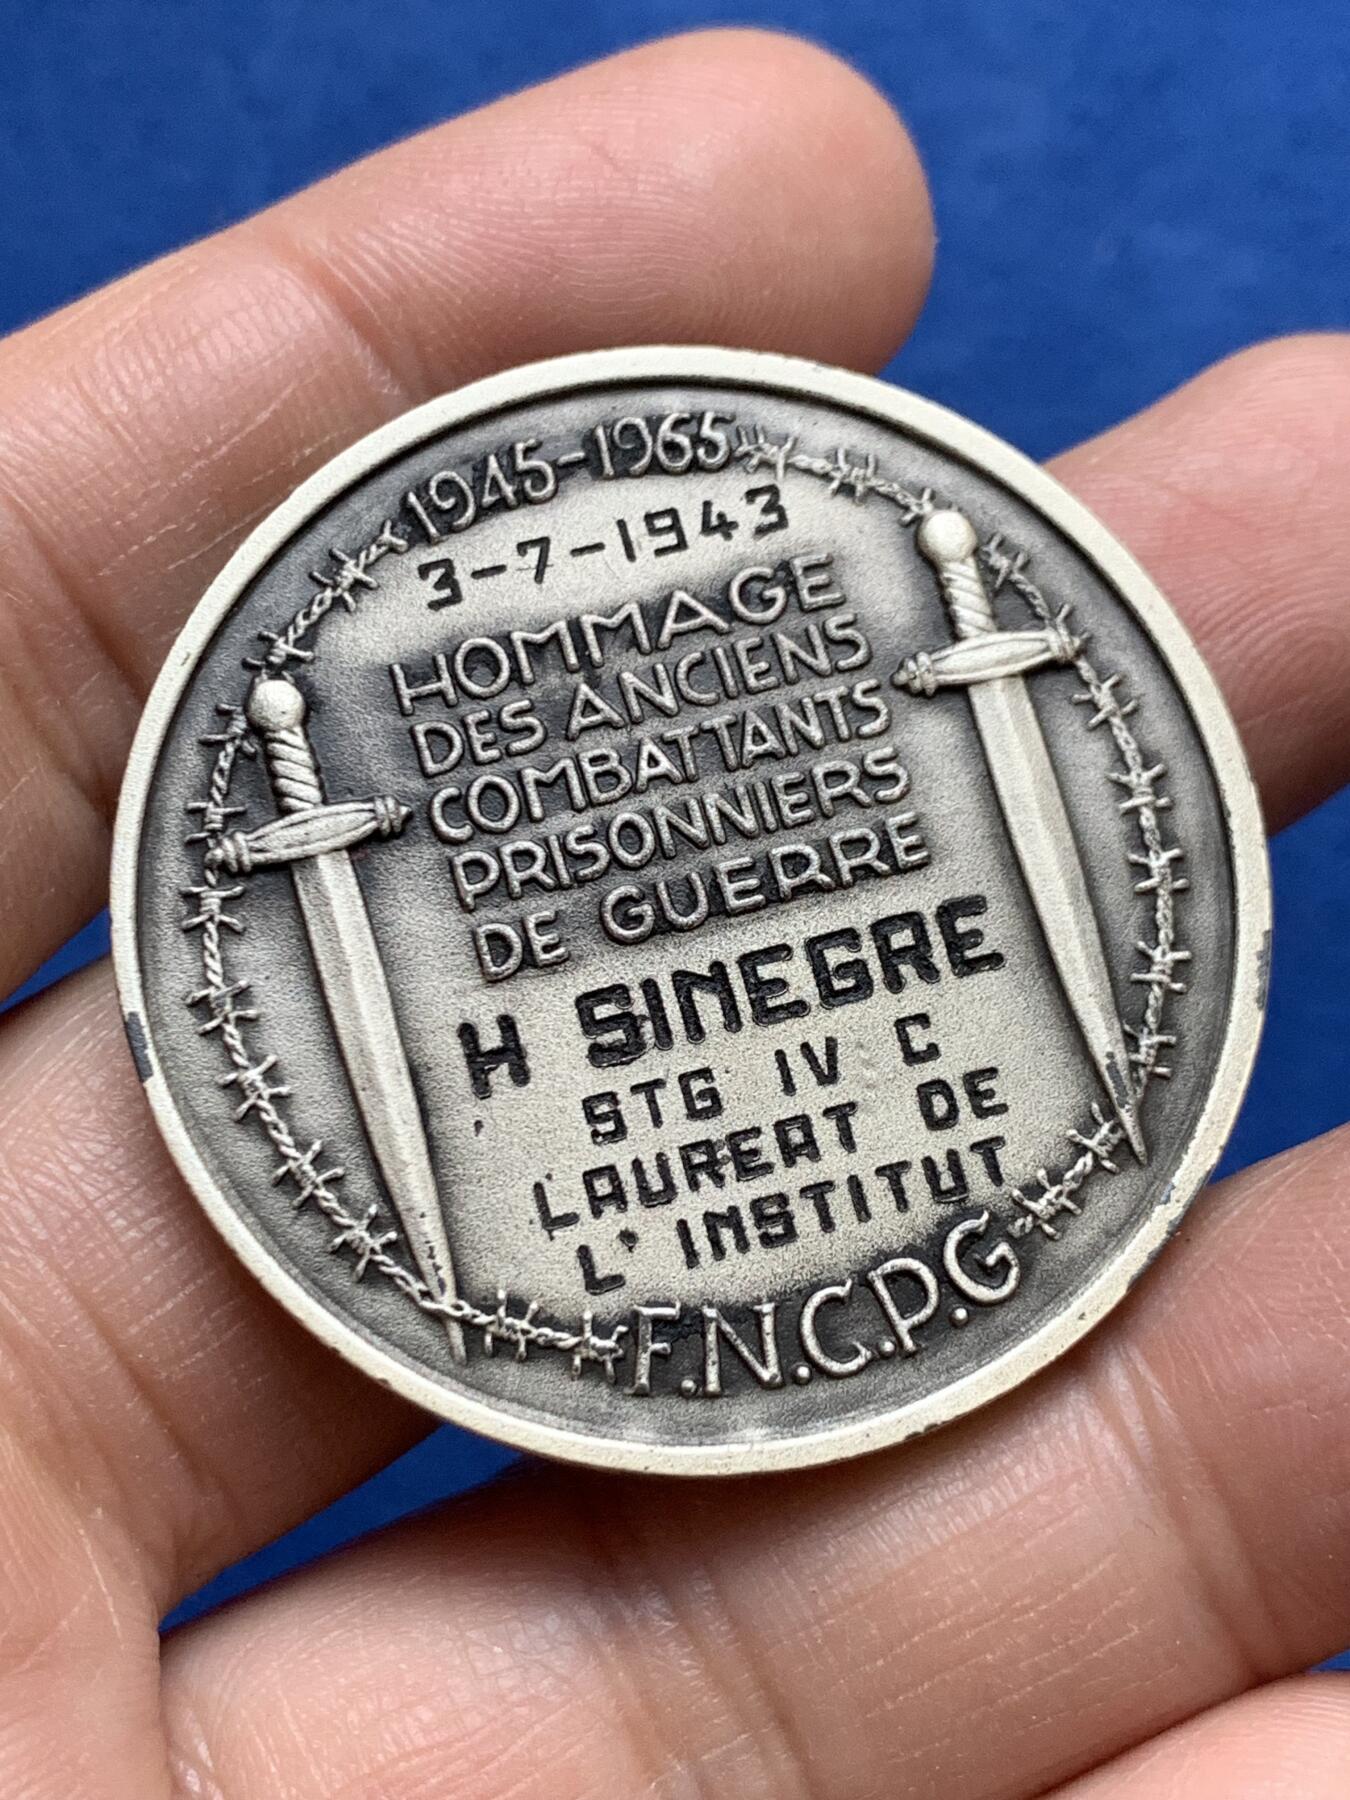 1945-1965
3-7-1943
HOMMAGE
DES ANCIENS
COMBATTANTS
PRISONNIERS
DE GUERRE
H SINEGRE
STG IV C
LAUREAT DE
L'INSTITUT
F.N.C.P.G